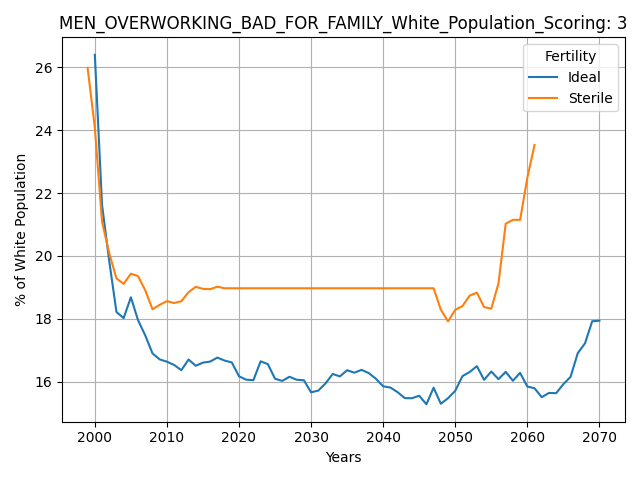 MEN_OVERWORKING_BAD_FOR_FAMILY_White_Population_Scoring: 3
Fertility
Ideal
Sterile
% of White Population
26
24
22
20
18
16
2000 2010 2020 2030 2040 2050 2060 2070
Years